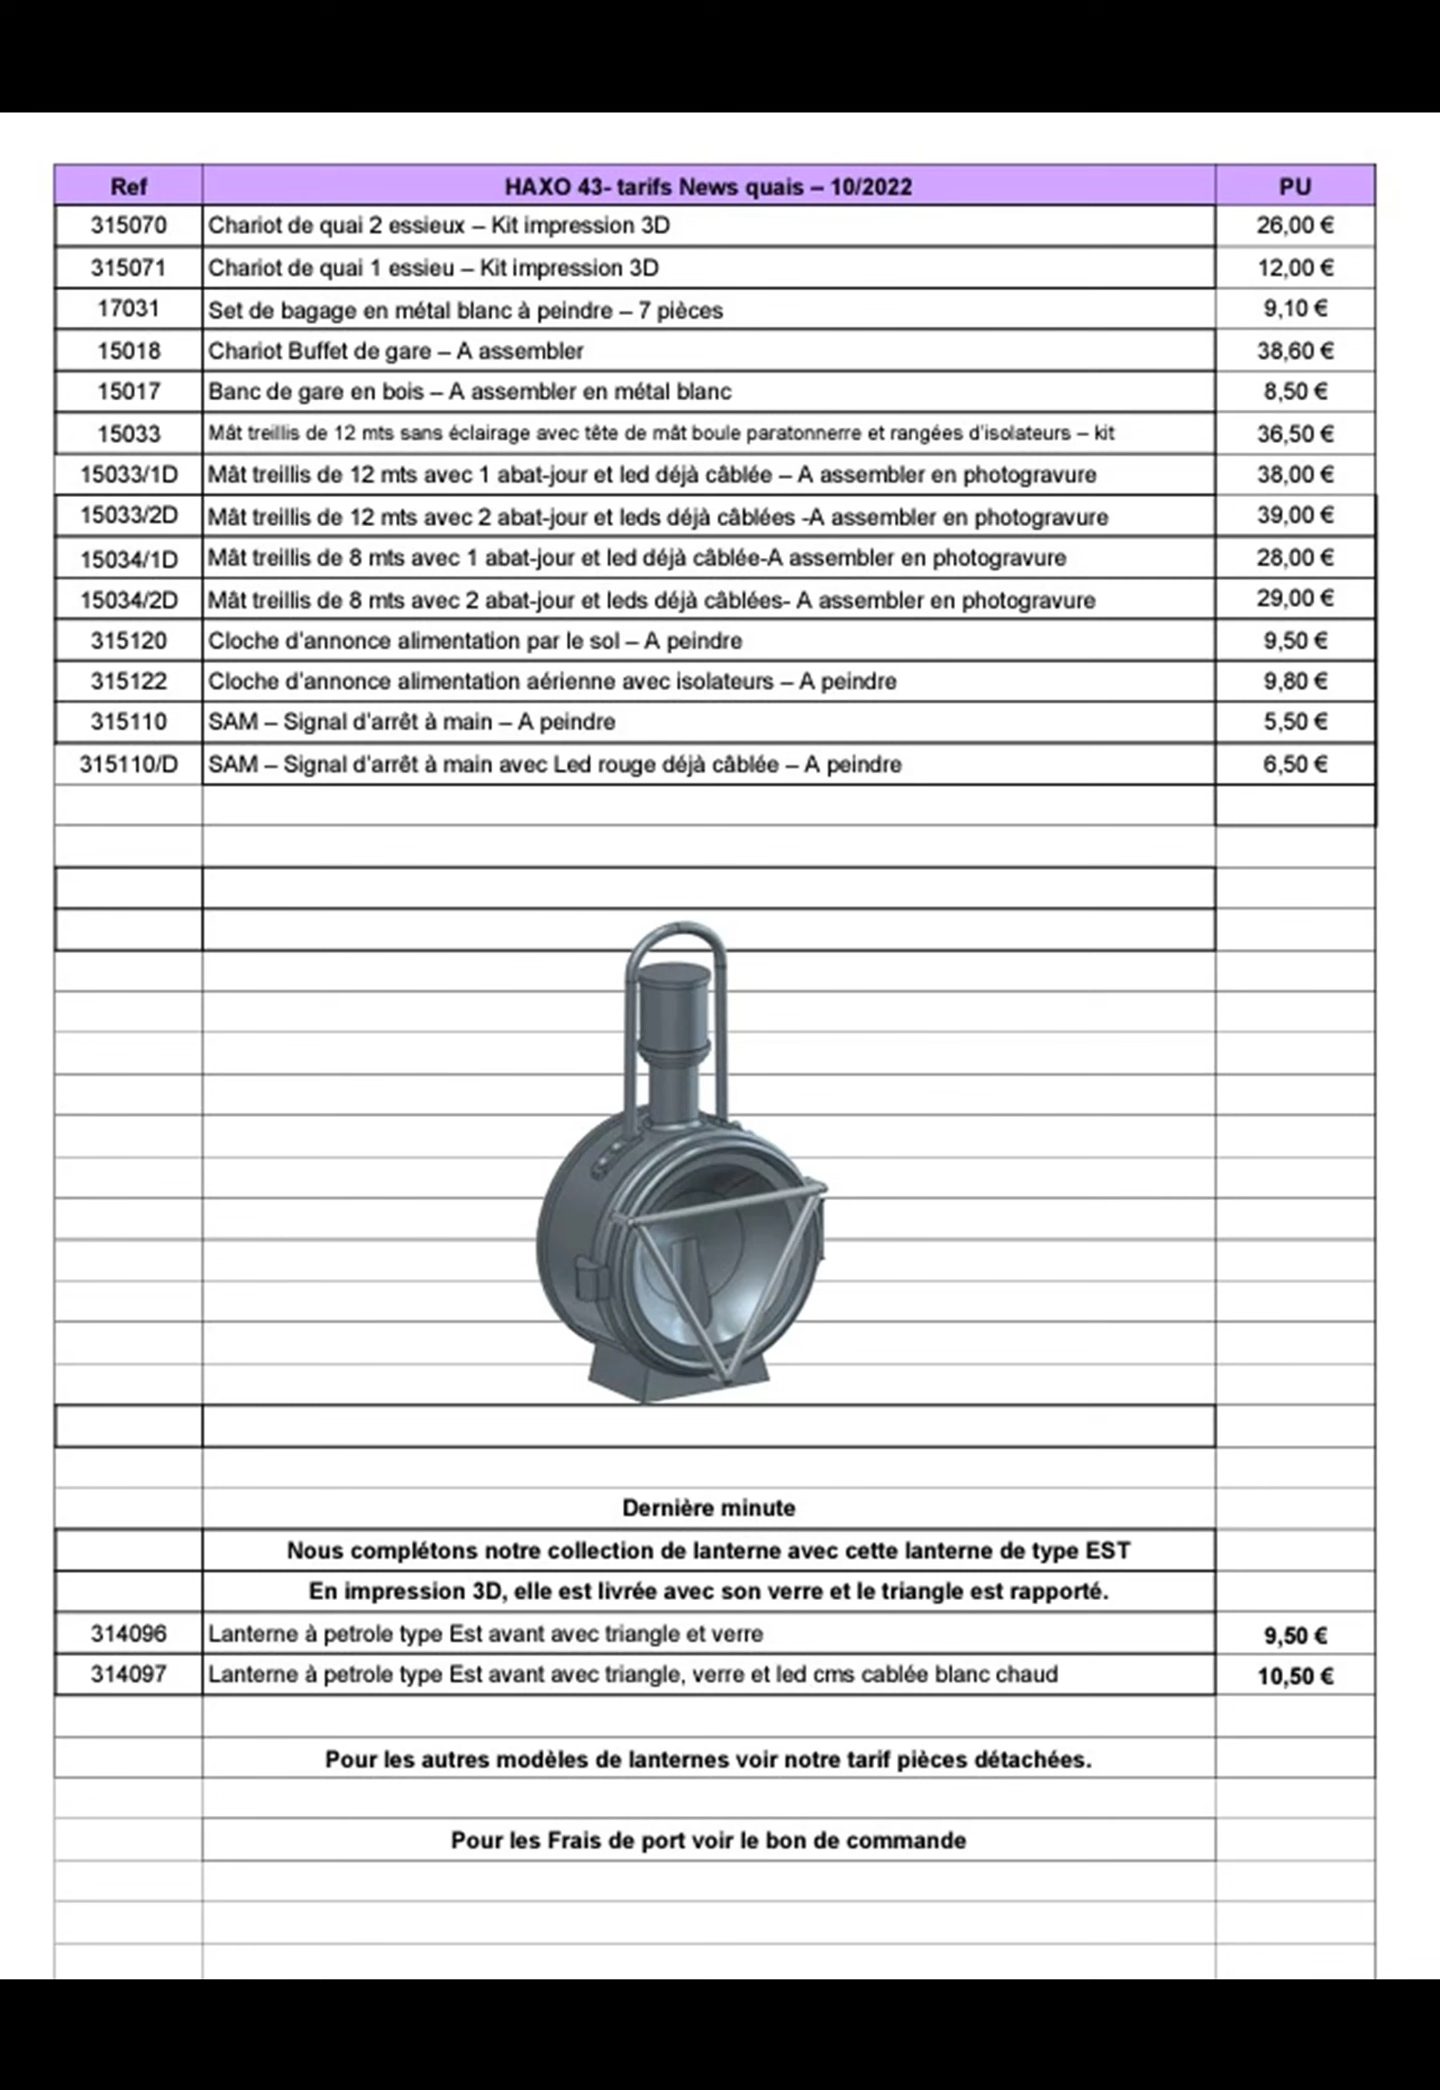 Ref HAXO 43- tarifs News quais – 10/2022 PU
315070 Chariot de quai 2 essieux – Kit impression 3D 26,00 €
315071 Chariot de quai 1 essieu – Kit impression 3D 12,00 €
17031 Set de bagage en métal blanc à peindre – 7 pièces 9,10 €
15018 Chariot Buffet de gare – A assembler 38,60 €
15017 Banc de gare en bois – A assembler en métal blanc 8,50 €
15033 Mât treillis de 12 mts sans éclairage avec tête de mât boule paratonnerre et rangées d'isolateurs – kit 36,50 €
15033/1D Mât treillis de 12 mts avec 1 abat-jour et led déjà câblée – A assembler en photogravure 38,00 €
15033/2D Mât treillis de 12 mts avec 2 abat-jour et leds déjà câblées -A assembler en photogravure 39,00 €
15034/1D Mât treillis de 8 mts avec 1 abat-jour et led déjà câblée-A assembler en photogravure 28,00 €
15034/2D Mât treillis de 8 mts avec 2 abat-jour et leds déjà câblées- A assembler en photogravure 29,00 €
315120 Cloche d'annonce alimentation par le sol – A peindre 9,50 €
315122 Cloche d'annonce alimentation aérienne avec isolateurs – A peindre 9,80 €
315110 SAM – Signal d'arrêt à main – A peindre 5,50 €
315110/D SAM – Signal d'arrêt à main avec Led rouge déjà câblée – A peindre 6,50 €
Dernière minute
Nous complétons notre collection de lanterne avec cette lanterne de type EST
En impression 3D, elle est livrée avec son verre et le triangle est rapporté.
314096 Lanterne à petrole type Est avant avec triangle et verre 9,50 €
314097 Lanterne à petrole type Est avant avec triangle, verre et led cms cablée blanc chaud 10,50 €
Pour les autres modèles de lanternes voir notre tarif pièces détachées.
Pour les Frais de port voir le bon de commande